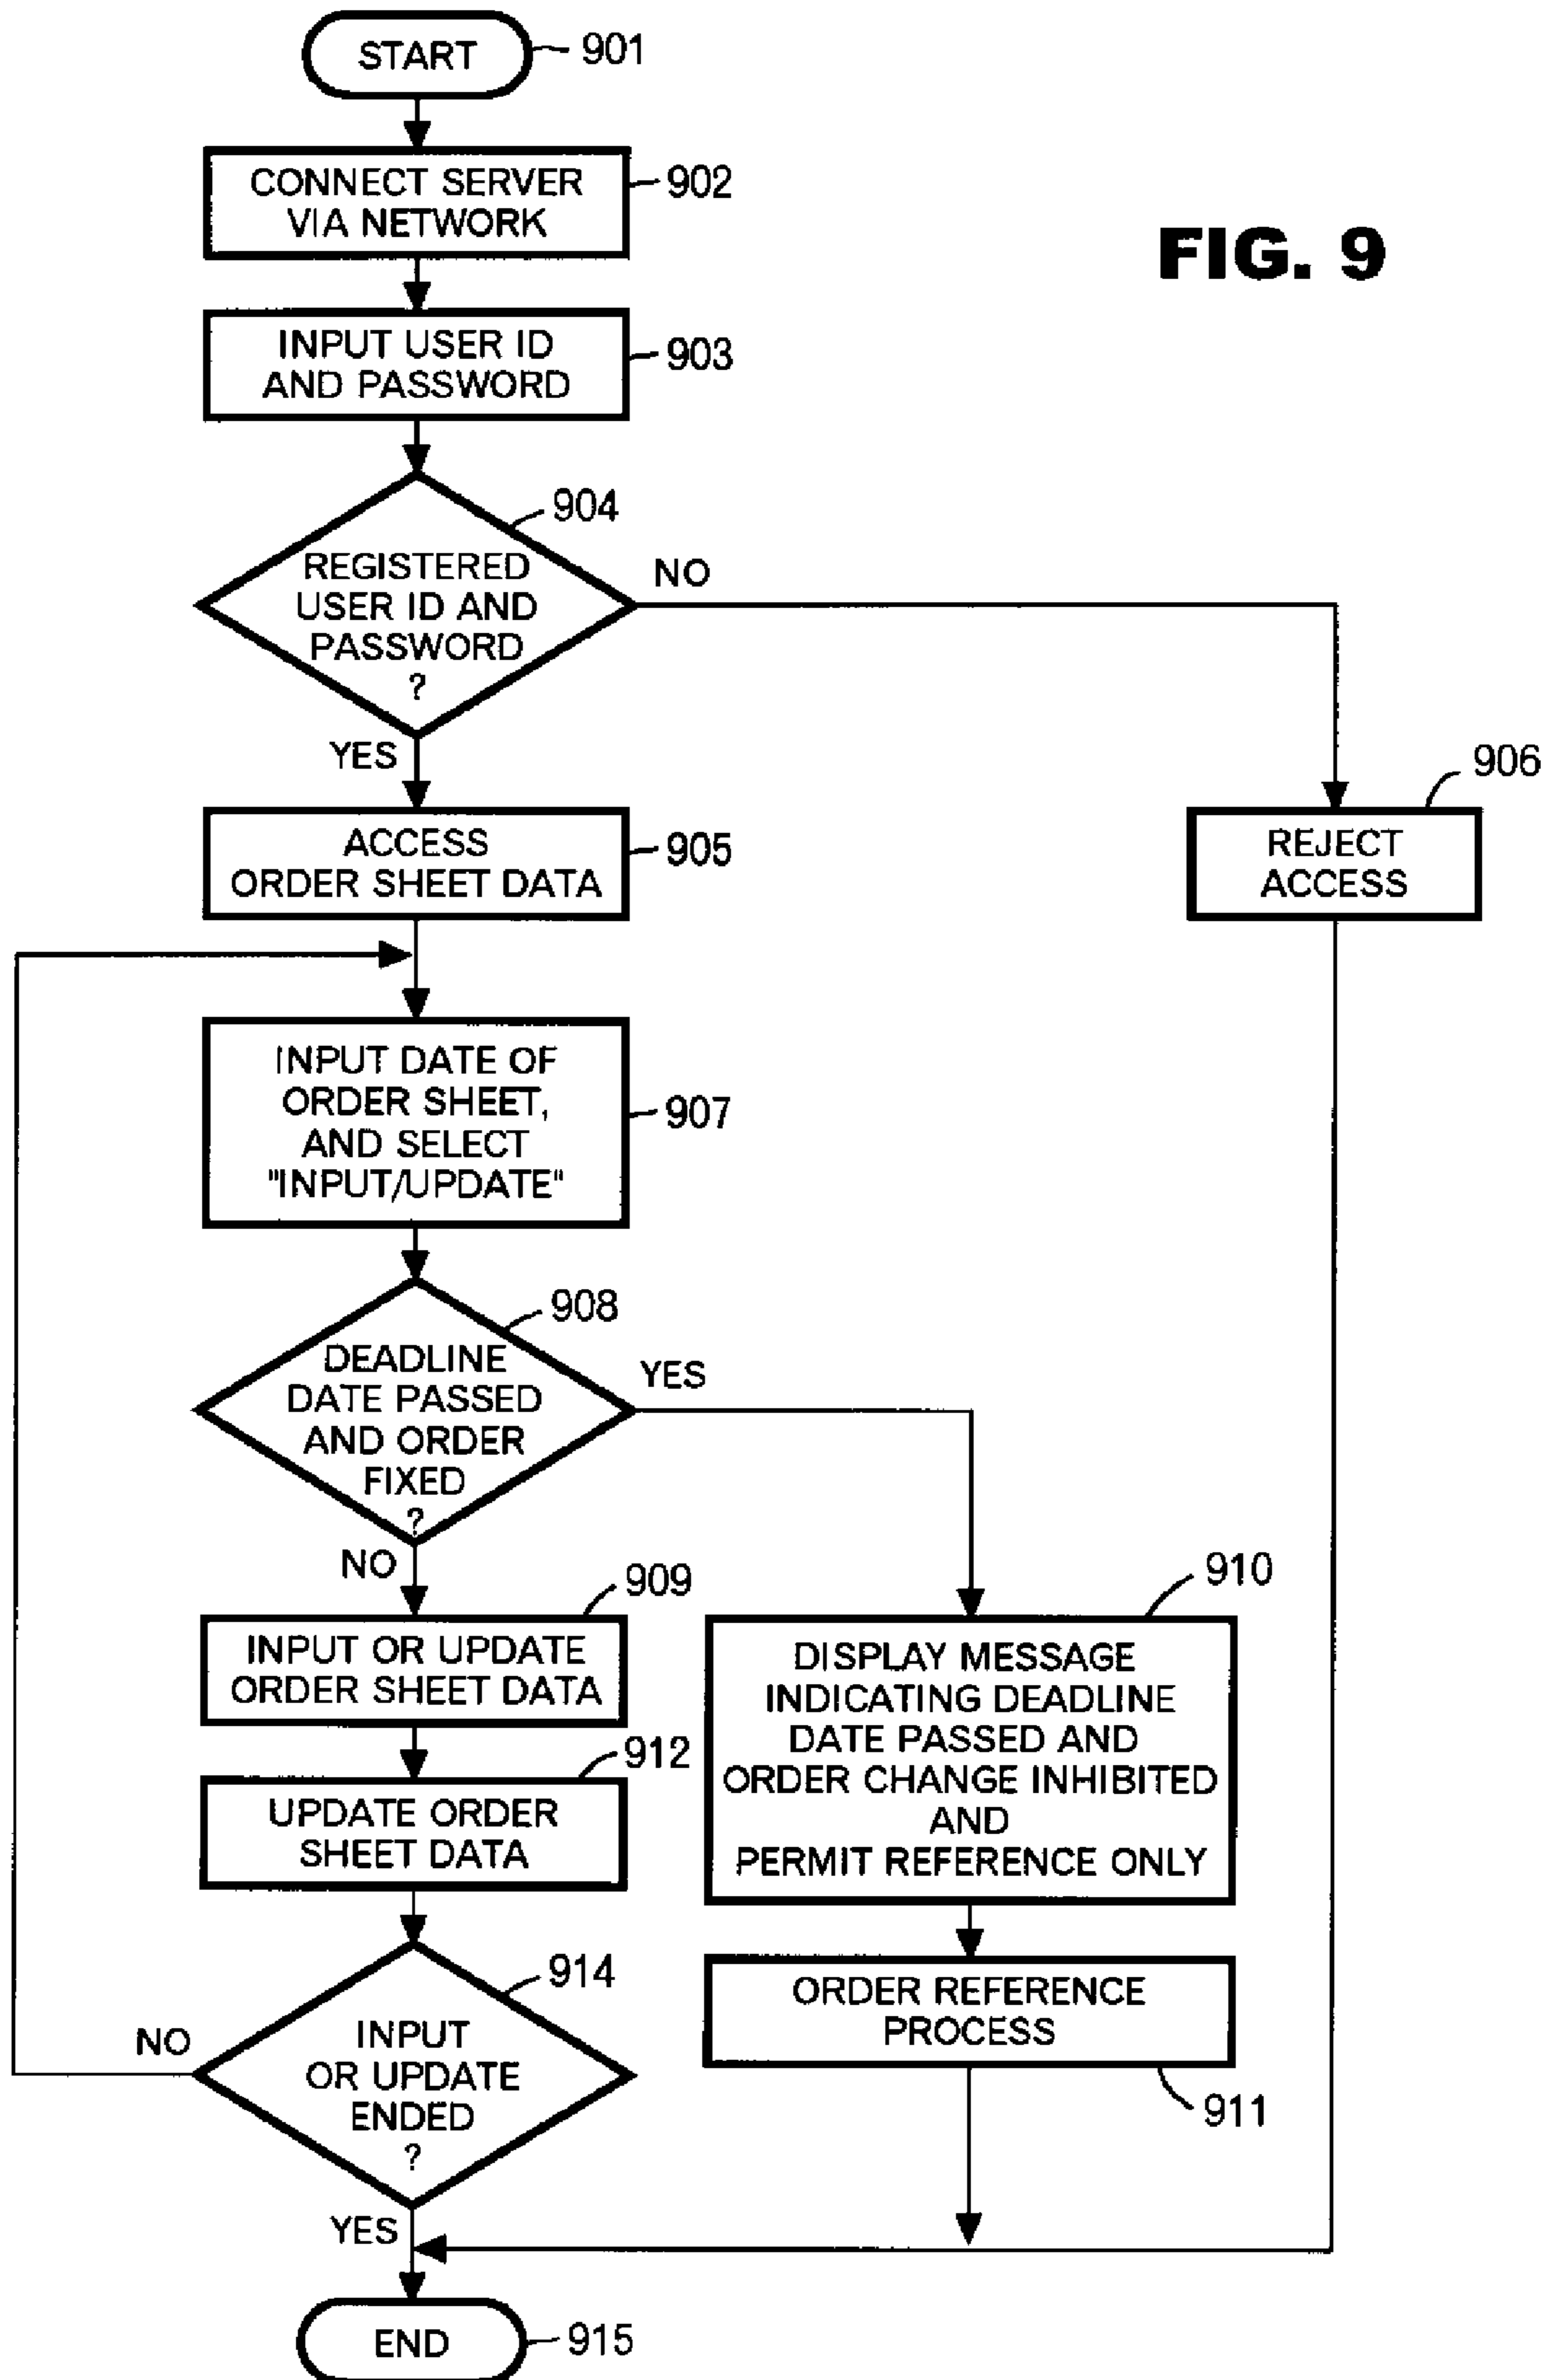 START
901
CONNECT SERVER
VIA NETWORK
902
FIG. 9
INPUT USER ID
AND PASSWORD
903
904
REGISTERED
USER ID AND
PASSWORD
?
NO
YES
906
ACCESS
ORDER SHEET DATA
905
REJECT
ACCESS
INPUT DATE OF
ORDER SHEET,
AND SELECT
"INPUT/UPDATE"
907
908
DEADLINE
DATE PASSED
AND ORDER
FIXED
?
YES
NO
909
INPUT OR UPDATE
ORDER SHEET DATA
910
DISPLAY MESSAGE
INDICATING DEADLINE
DATE PASSED AND
ORDER CHANGE INHIBITED
AND
PERMIT REFERENCE ONLY
912
UPDATE ORDER
SHEET DATA
914
INPUT
OR UPDATE
ENDED
?
NO
YES
ORDER REFERENCE
PROCESS
911
END
915